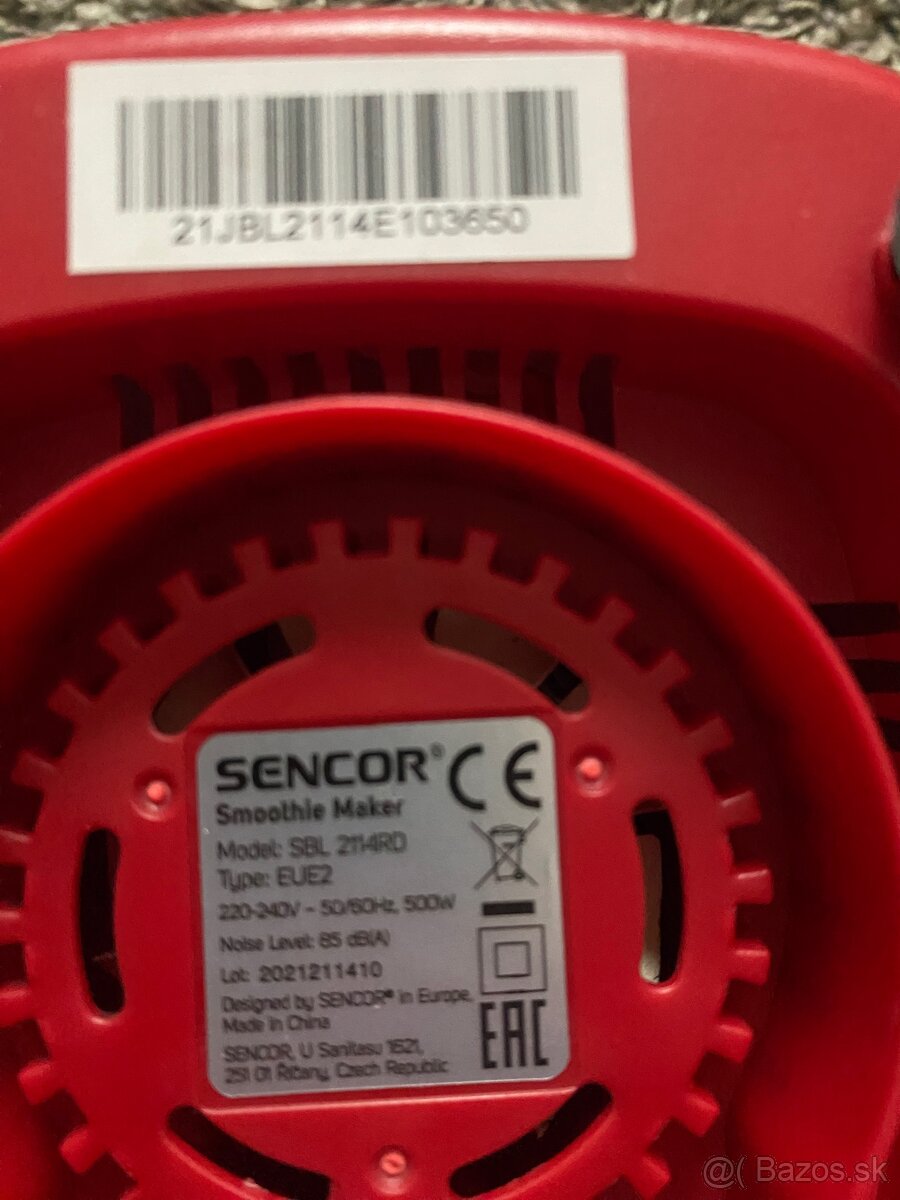 21JBL2114E103650
SENCOR®
Smoothie Maker
Model: SBL 2114RD
Type: EUE2
220-240V ~ 50/60Hz, 500W
Noise Level: 85 dB(A)
Lot: 2021211410
Designed by SENCOR® in Europe,
Made in China
SENCOR, U Sanitasu 1621,
251 01 Říčany, Czech Republic
CE
EAC
@( Bazos.sk